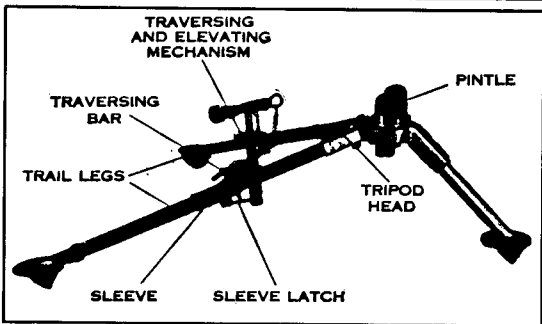 TRAVERSING
AND ELEVATING
MECHANISM
PINTLE
TRAVERSING
BAR
TRAIL LEGS
TRIPOD
HEAD
SLEEVE
SLEEVE LATCH